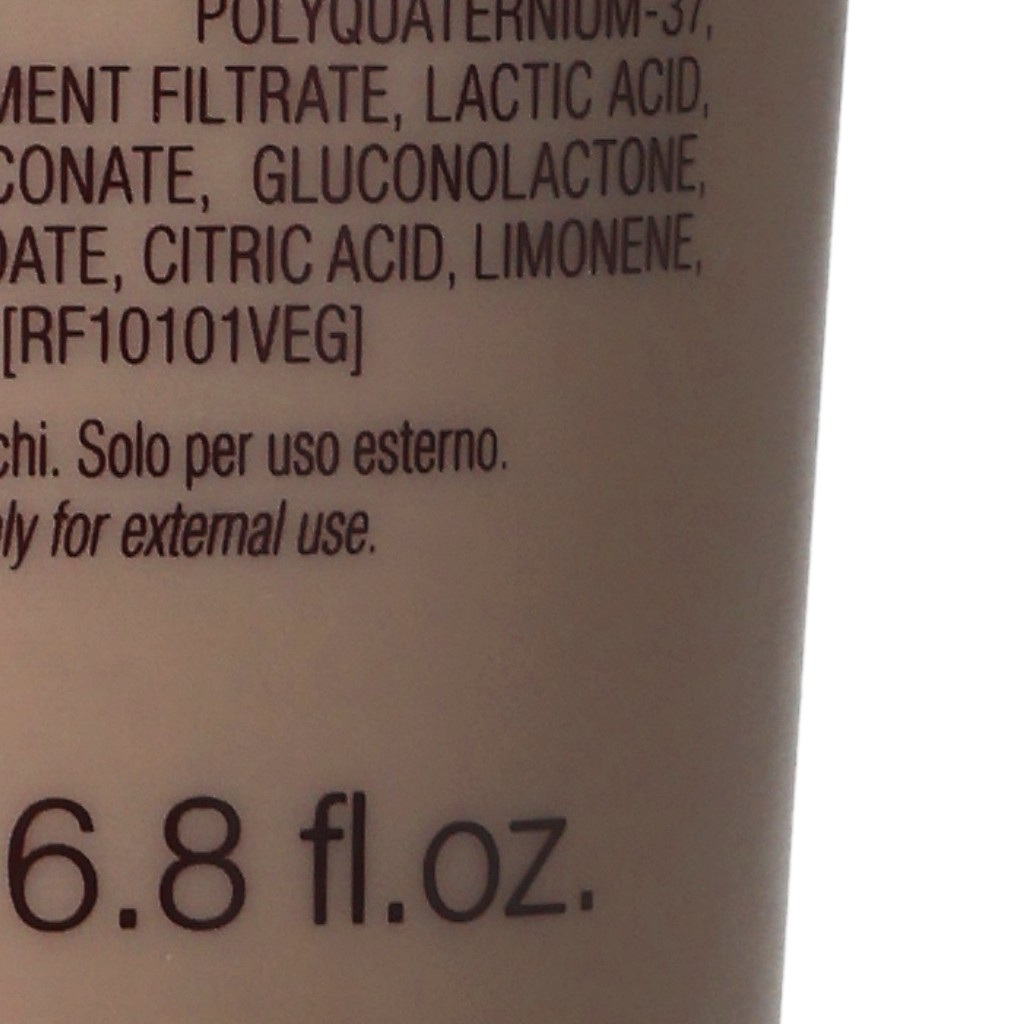 POLYQUATERNIUM-37,
MENT FILTRATE, LACTIC ACID,
CONATE, GLUCONOLACTONE,
OATE, CITRIC ACID, LIMONENE,
[RF10101VEG]
chi. Solo per uso esterno.
ly for external use.
6.8 fl.oz.